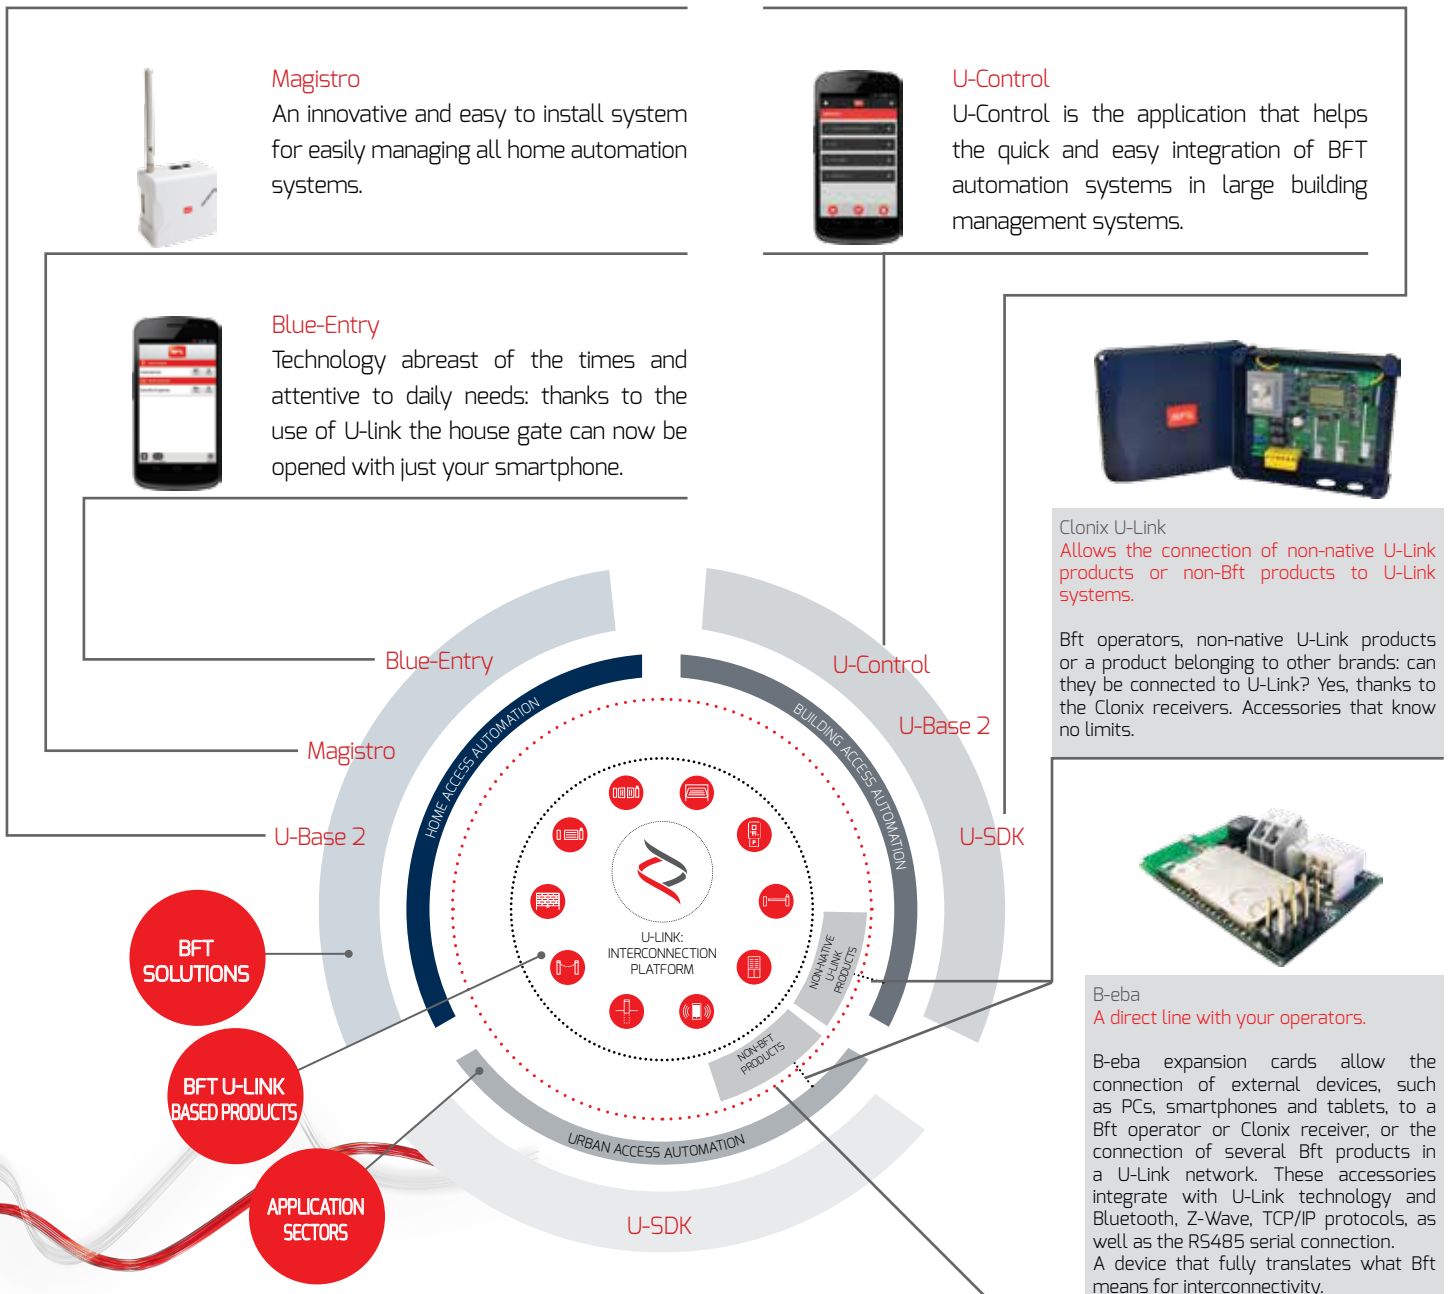 Magistro
An innovative and easy to install system
for easily managing all home automation
systems.
U-Control
U-Control is the application that helps
the quick and easy integration of BFT
automation systems in large building
management systems.
Blue-Entry
Technology abreast of the times and
attentive to daily needs: thanks to the
use of U-link the house gate can now be
opened with just your smartphone.
Clonix U-Link
Allows the connection of non-native U-Link
products or non-Bft products to U-Link
systems.
Bft operators, non-native U-Link products
or a product belonging to other brands: can
they be connected to U-Link? Yes, thanks to
the Clonix receivers. Accessories that know
no limits.
Blue-Entry
Magistro
U-Base 2
U-Control
U-Base 2
U-SDK
HOME ACCESS AUTOMATION
BUILDING ACCESS AUTOMATION
U-LINK:
INTERCONNECTION
PLATFORM
NON-NATIVE
U-LINK
PRODUCTS
NON-BFT
PRODUCTS
URBAN ACCESS AUTOMATION
U-SDK
BFT
SOLUTIONS
BFT U-LINK
BASED PRODUCTS
APPLICATION
SECTORS
B-eba
A direct line with your operators.
B-eba expansion cards allow the
connection of external devices, such
as PCs, smartphones and tablets, to a
Bft operator or Clonix receiver, or the
connection of several Bft products in
a U-Link network. These accessories
integrate with U-Link technology and
Bluetooth, Z-Wave, TCP/IP protocols, as
well as the RS485 serial connection.
A device that fully translates what Bft
means for interconnectivity.